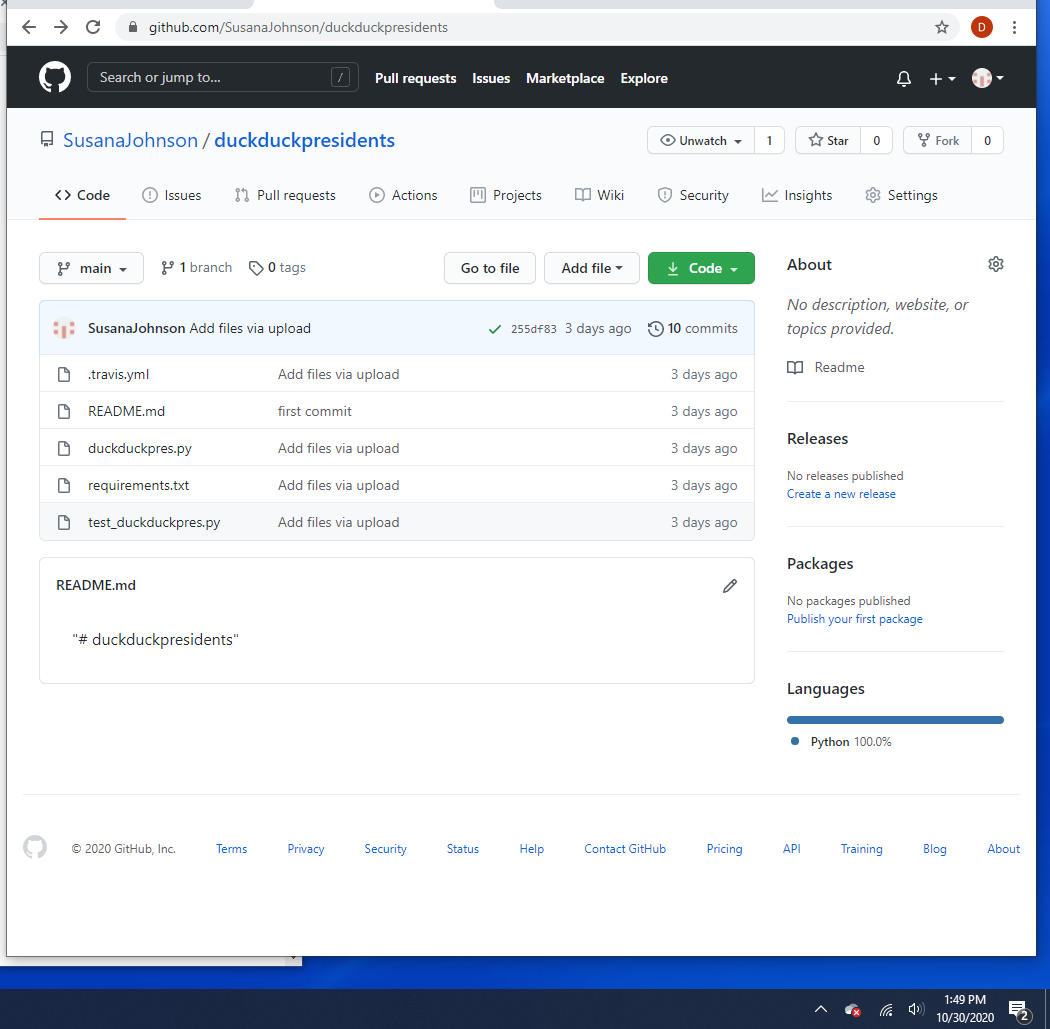 github.com/SusanaJohnson/duckduckpresidents
D
Search or jump to... /
Pull requests Issues Marketplace Explore
SusanaJohnson / duckduckpresidents
Unwatch 1 Star 0 Fork 0
Code Issues Pull requests Actions Projects Wiki Security Insights Settings
main 1 branch 0 tags Go to file Add file Code
SusanaJohnson Add files via upload 255df83 3 days ago 10 commits
.travis.yml Add files via upload 3 days ago
README.md first commit 3 days ago
duckduckpres.py Add files via upload 3 days ago
requirements.txt Add files via upload 3 days ago
test_duckduckpres.py Add files via upload 3 days ago
README.md
"# duckduckpresidents"
About
No description, website, or
topics provided.
Readme
Releases
No releases published
Create a new release
Packages
No packages published
Publish your first package
Languages
Python 100.0%
© 2020 GitHub, Inc. Terms Privacy Security Status Help Contact GitHub Pricing API Training Blog About
1:49 PM
10/30/2020
2